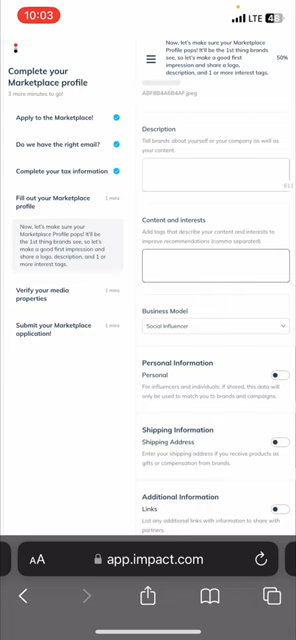 10:03
LTE 48
Complete your
Marketplace profile
3 more minutes to go!
Apply to the Marketplace!
Do we have the right email?
Complete your tax information
Fill out your Marketplace
profile
1 mins
Now, let's make sure your
Marketplace Profile pops! It'll be
the 1st thing brands see, so let's
make a good first impression and
share a logo, description, and 1 or
more interest tags.
Verify your media
properties
1 mins
Submit your Marketplace
application!
1 mins
Now, let's make sure your Marketplace
Profile pops! It'll be the 1st thing brands
see, so let's make a good first
impression and share a logo,
description, and 1 or more interest tags.
50%
ABFBB4A6B4AF.jpeg
Description
Tell brands about yourself or your company as well as
your content.
Content and interests
Add tags that describe your content and interests to
improve recommendations (comma separated).
Business Model
Social Influencer
Personal Information
Personal
For influencers and individuals; if shared, this data will
only be used to match you to brands and campaigns.
Shipping Information
Shipping Address
Enter your shipping address if you receive products as
gifts or compensation from brands.
Additional Information
Links
List any additional links with information to share with
partners.
AA
app.impact.com